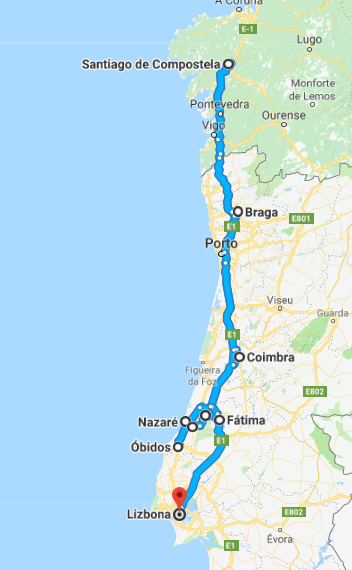 A Coruña
E-1
Lugo
Santiago de Compostela
Monforte
de Lemos
Pontevedra
Ourense
Vigo
Braga
E801
E1
Porto
Viseu
E1
Guarda
Coimbra
Figueira
da Foz
E802
Nazaré
Fátima
E1
Óbidos
Lizbona
E802
Évora
E1